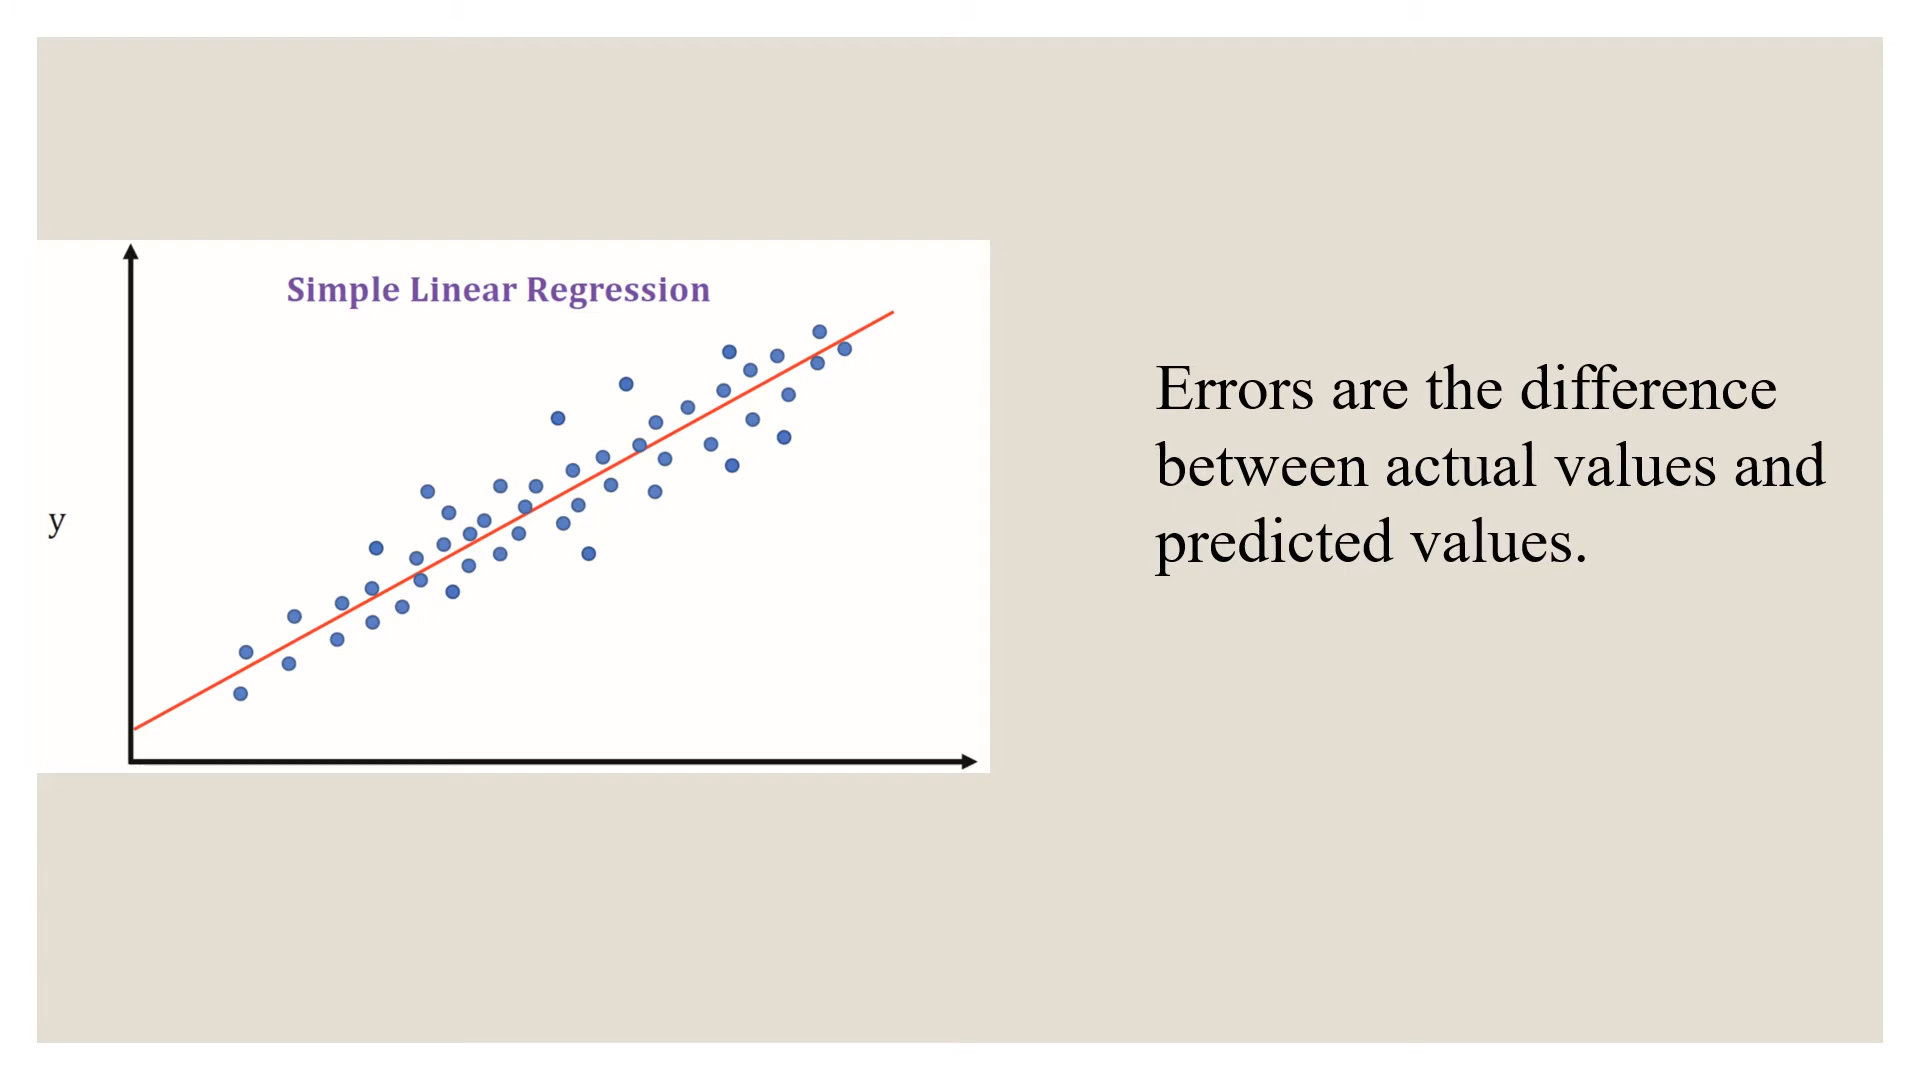 Simple Linear Regression
y
Errors are the difference
between actual values and
predicted values.